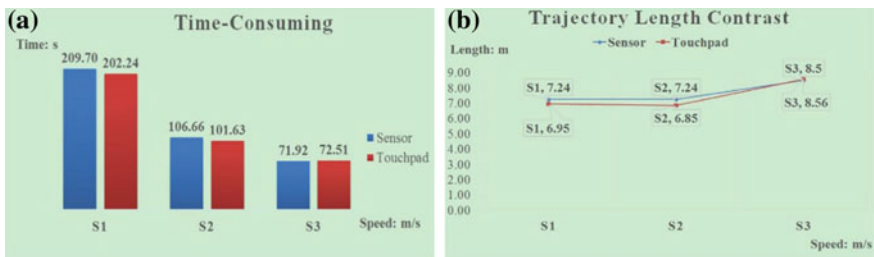 (a)
Time-Consuming
Time: s
209.70 202.24
106.66 101.63
71.92 72.51
Sensor
Touchpad
S1 S2 S3 Speed: m/s
(b)
Trajectory Length Contrast
Length: m
Sensor Touchpad
9.00
8.00
7.00
6.00
5.00
4.00
3.00
2.00
1.00
0.00
S1, 7.24 S2, 7.24 S3, 8.5
S1, 6.95 S2, 6.85 S3, 8.56
S1 S2 S3
Speed: m/s